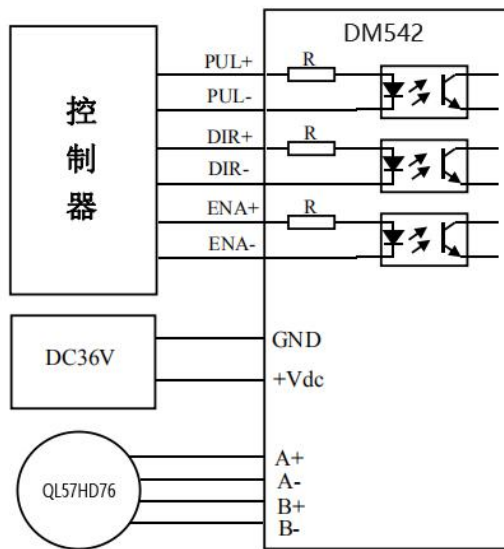 DM542
PUL+
R
PUL-
DIR+
R
DIR-
ENA+
R
ENA-
控
制
器
DC36V
GND
+Vdc
QL57HD76
A+
A-
B+
B-